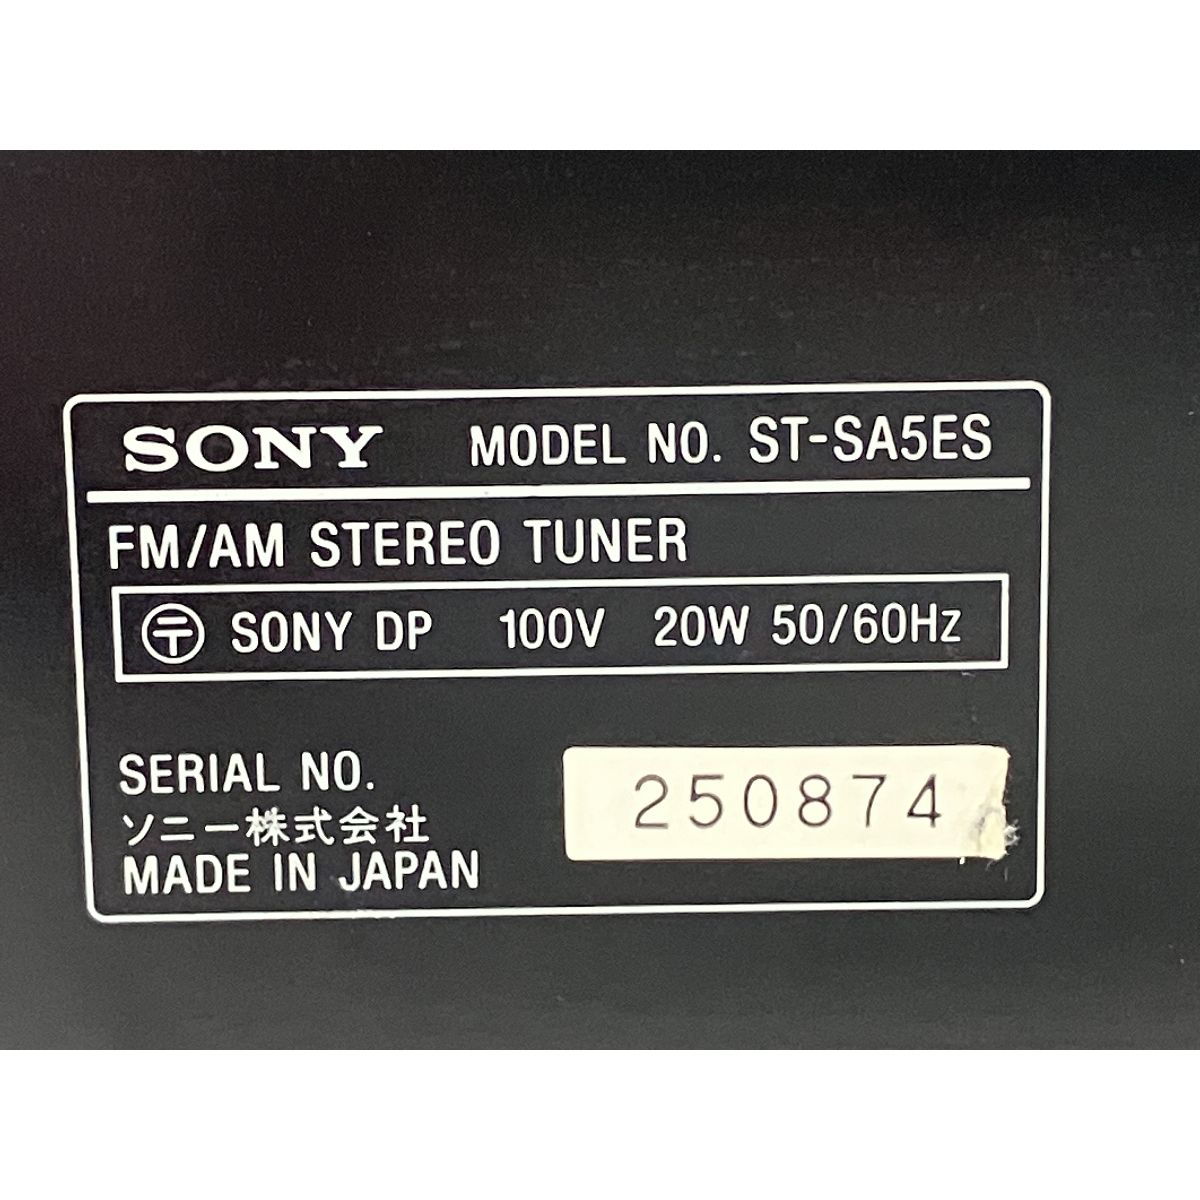 SONY MODEL NO. ST-SA5ES
FM/AM STEREO TUNER
〶 SONY DP 100V 20W 50/60Hz
SERIAL NO. 250874
ソニー株式会社
MADE IN JAPAN